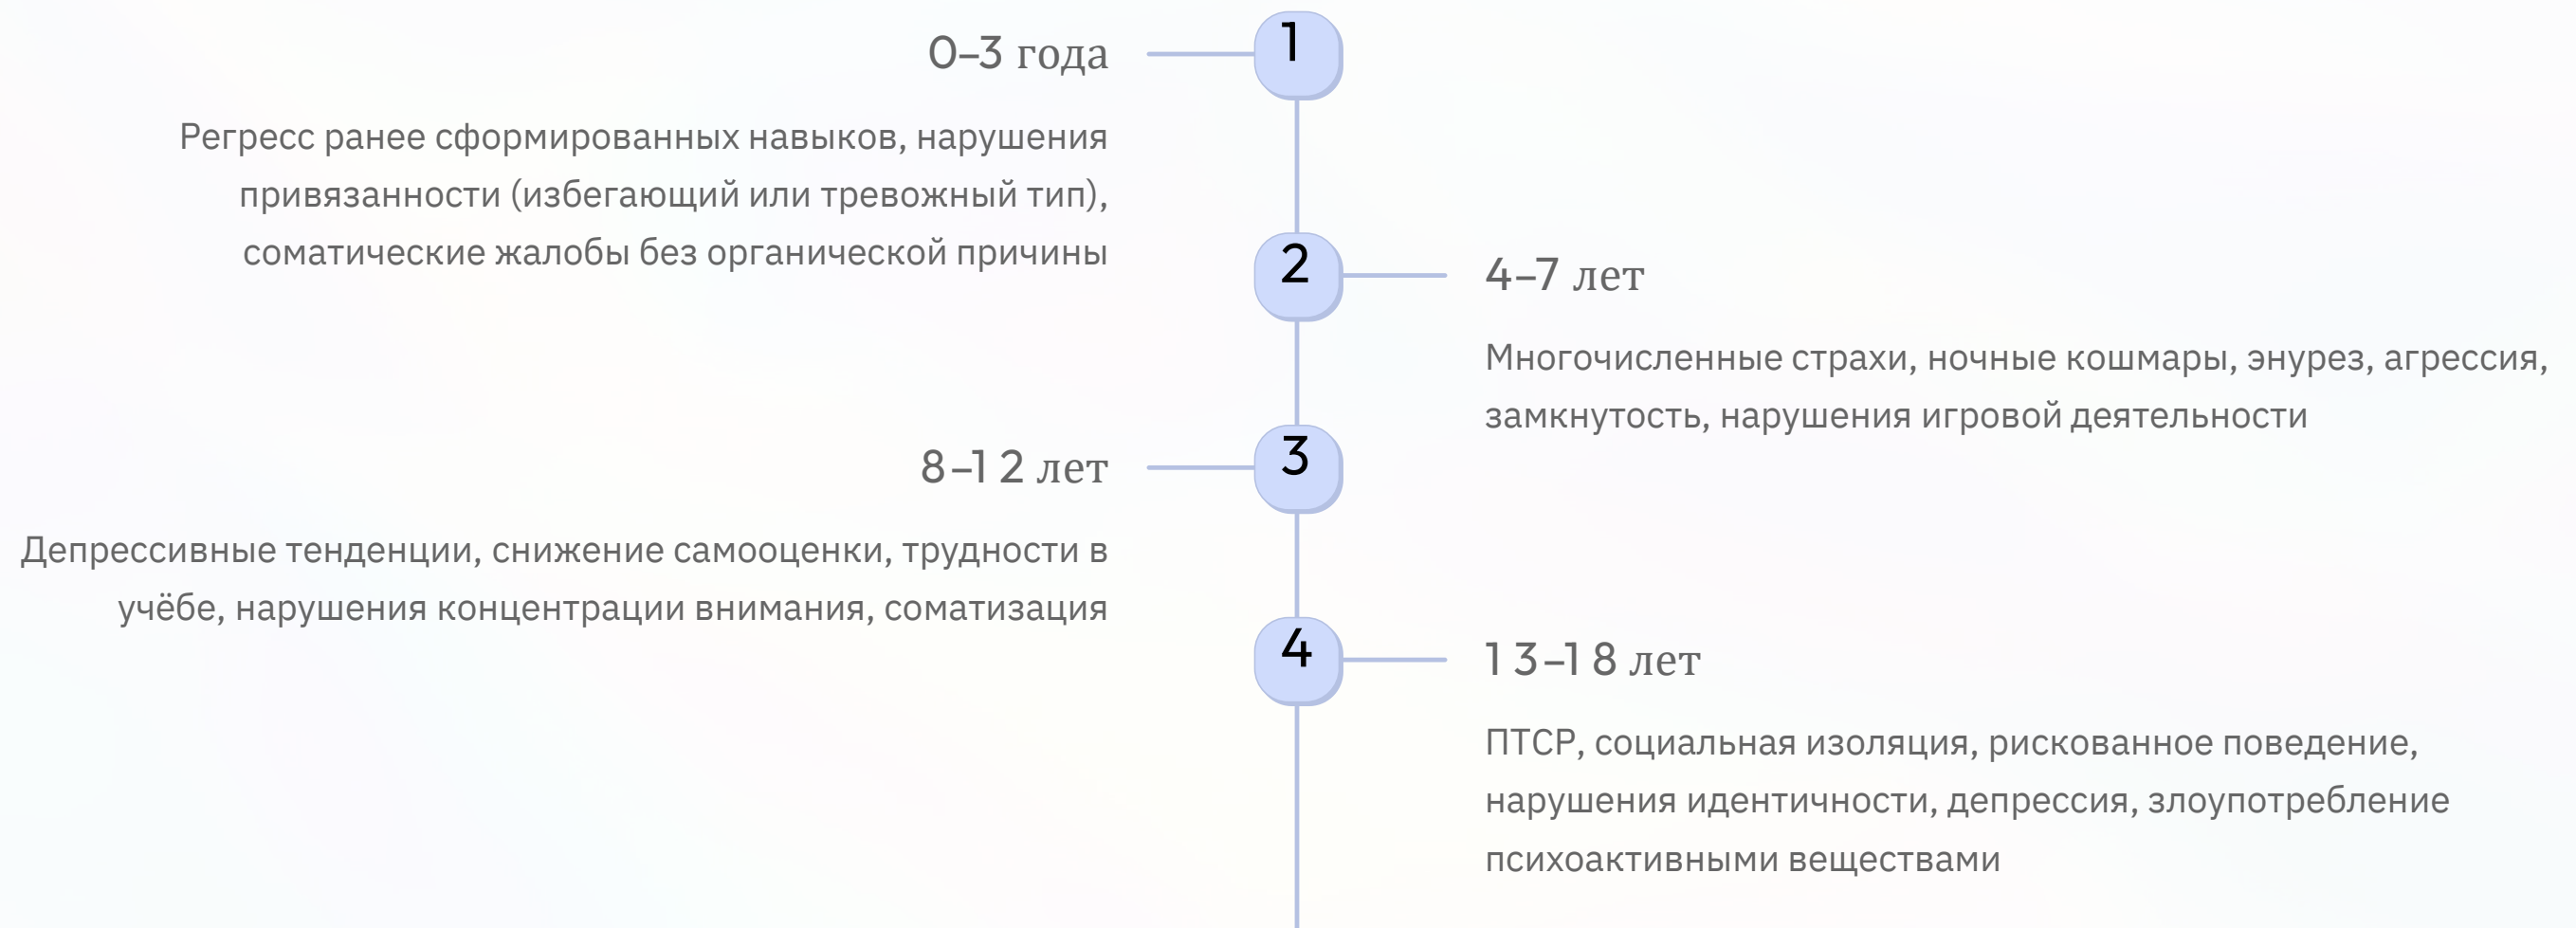 1
0–3 года
Регресс ранее сформированных навыков, нарушения
привязанности (избегающий или тревожный тип),
соматические жалобы без органической причины
2
4–7 лет
Многочисленные страхи, ночные кошмары, энурез, агрессия,
замкнутость, нарушения игровой деятельности
3
8–12 лет
Депрессивные тенденции, снижение самооценки, трудности в
учёбе, нарушения концентрации внимания, соматизация
4
13–18 лет
ПТСР, социальная изоляция, рискованное поведение,
нарушения идентичности, депрессия, злоупотребление
психоактивными веществами